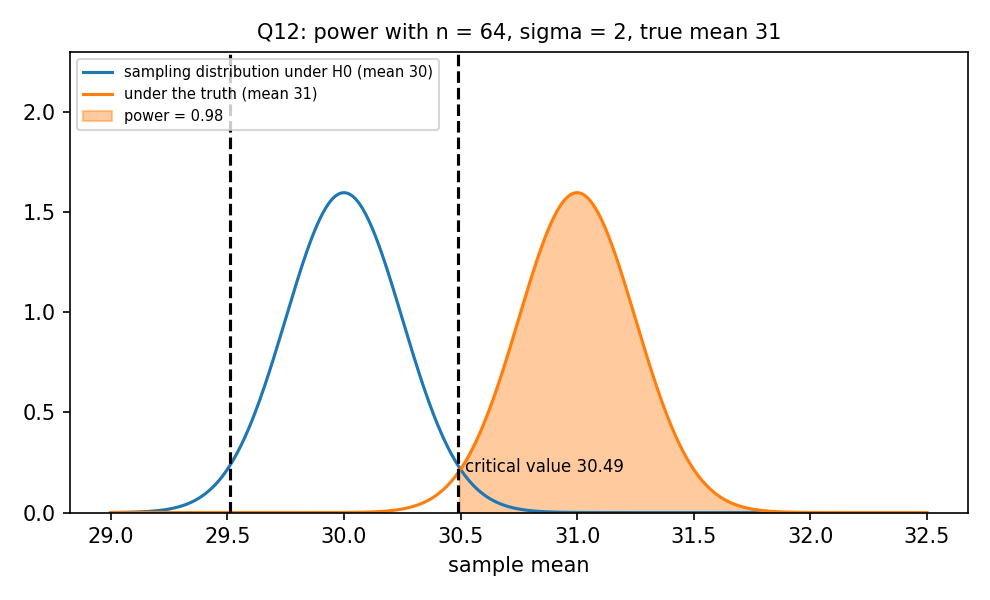 Q12: power with n = 64, sigma = 2, true mean 31
sampling distribution under H0 (mean 30)
under the truth (mean 31)
power = 0.98
2.0
1.5
1.0
0.5
0.0
critical value 30.49
29.0 29.5 30.0 30.5 31.0 31.5 32.0 32.5
sample mean